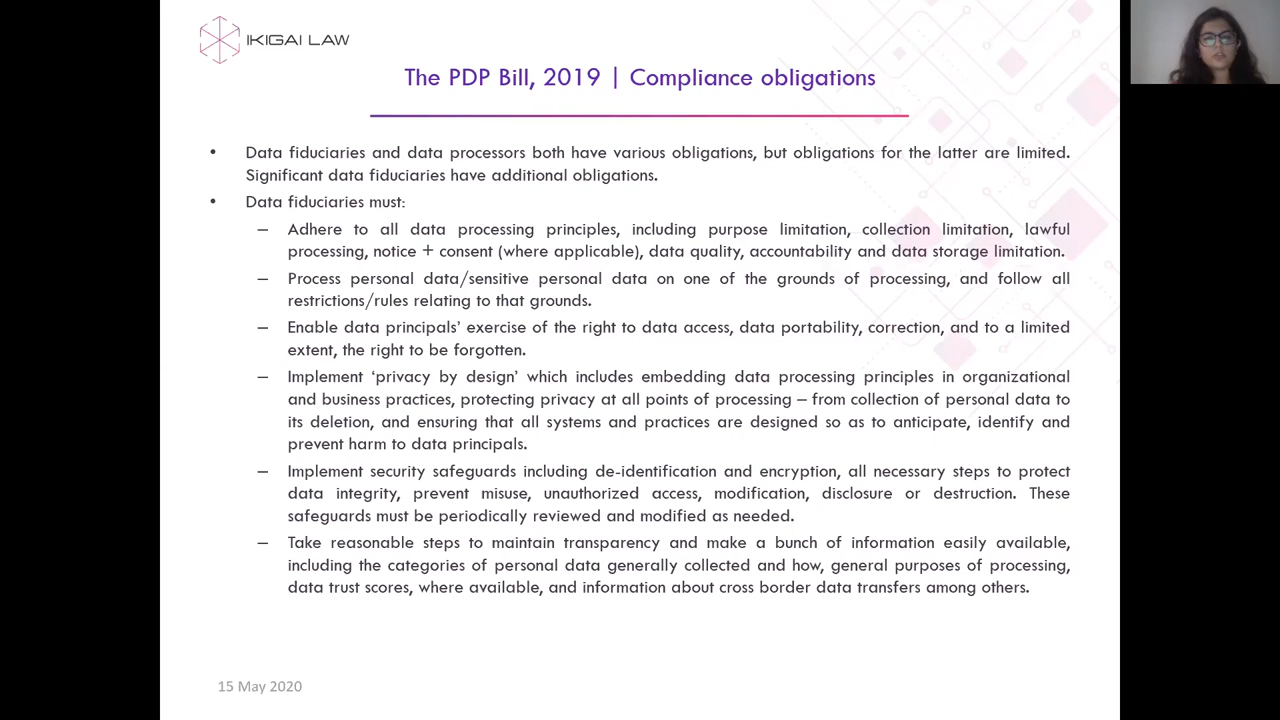 IKIGAI LAW
The PDP Bill, 2019 | Compliance obligations
• Data fiduciaries and data processors both have various obligations, but obligations for the latter are limited.
Significant data fiduciaries have additional obligations.
• Data fiduciaries must:
– Adhere to all data processing principles, including purpose limitation, collection limitation, lawful
processing, notice + consent (where applicable), data quality, accountability and data storage limitation.
– Process personal data/sensitive personal data on one of the grounds of processing, and follow all
restrictions/rules relating to that grounds.
– Enable data principals’ exercise of the right to data access, data portability, correction, and to a limited
extent, the right to be forgotten.
– Implement ‘privacy by design’ which includes embedding data processing principles in organizational
and business practices, protecting privacy at all points of processing – from collection of personal data to
its deletion, and ensuring that all systems and practices are designed so as to anticipate, identify and
prevent harm to data principals.
– Implement security safeguards including de-identification and encryption, all necessary steps to protect
data integrity, prevent misuse, unauthorized access, modification, disclosure or destruction. These
safeguards must be periodically reviewed and modified as needed.
– Take reasonable steps to maintain transparency and make a bunch of information easily available,
including the categories of personal data generally collected and how, general purposes of processing,
data trust scores, where available, and information about cross border data transfers among others.
15 May 2020